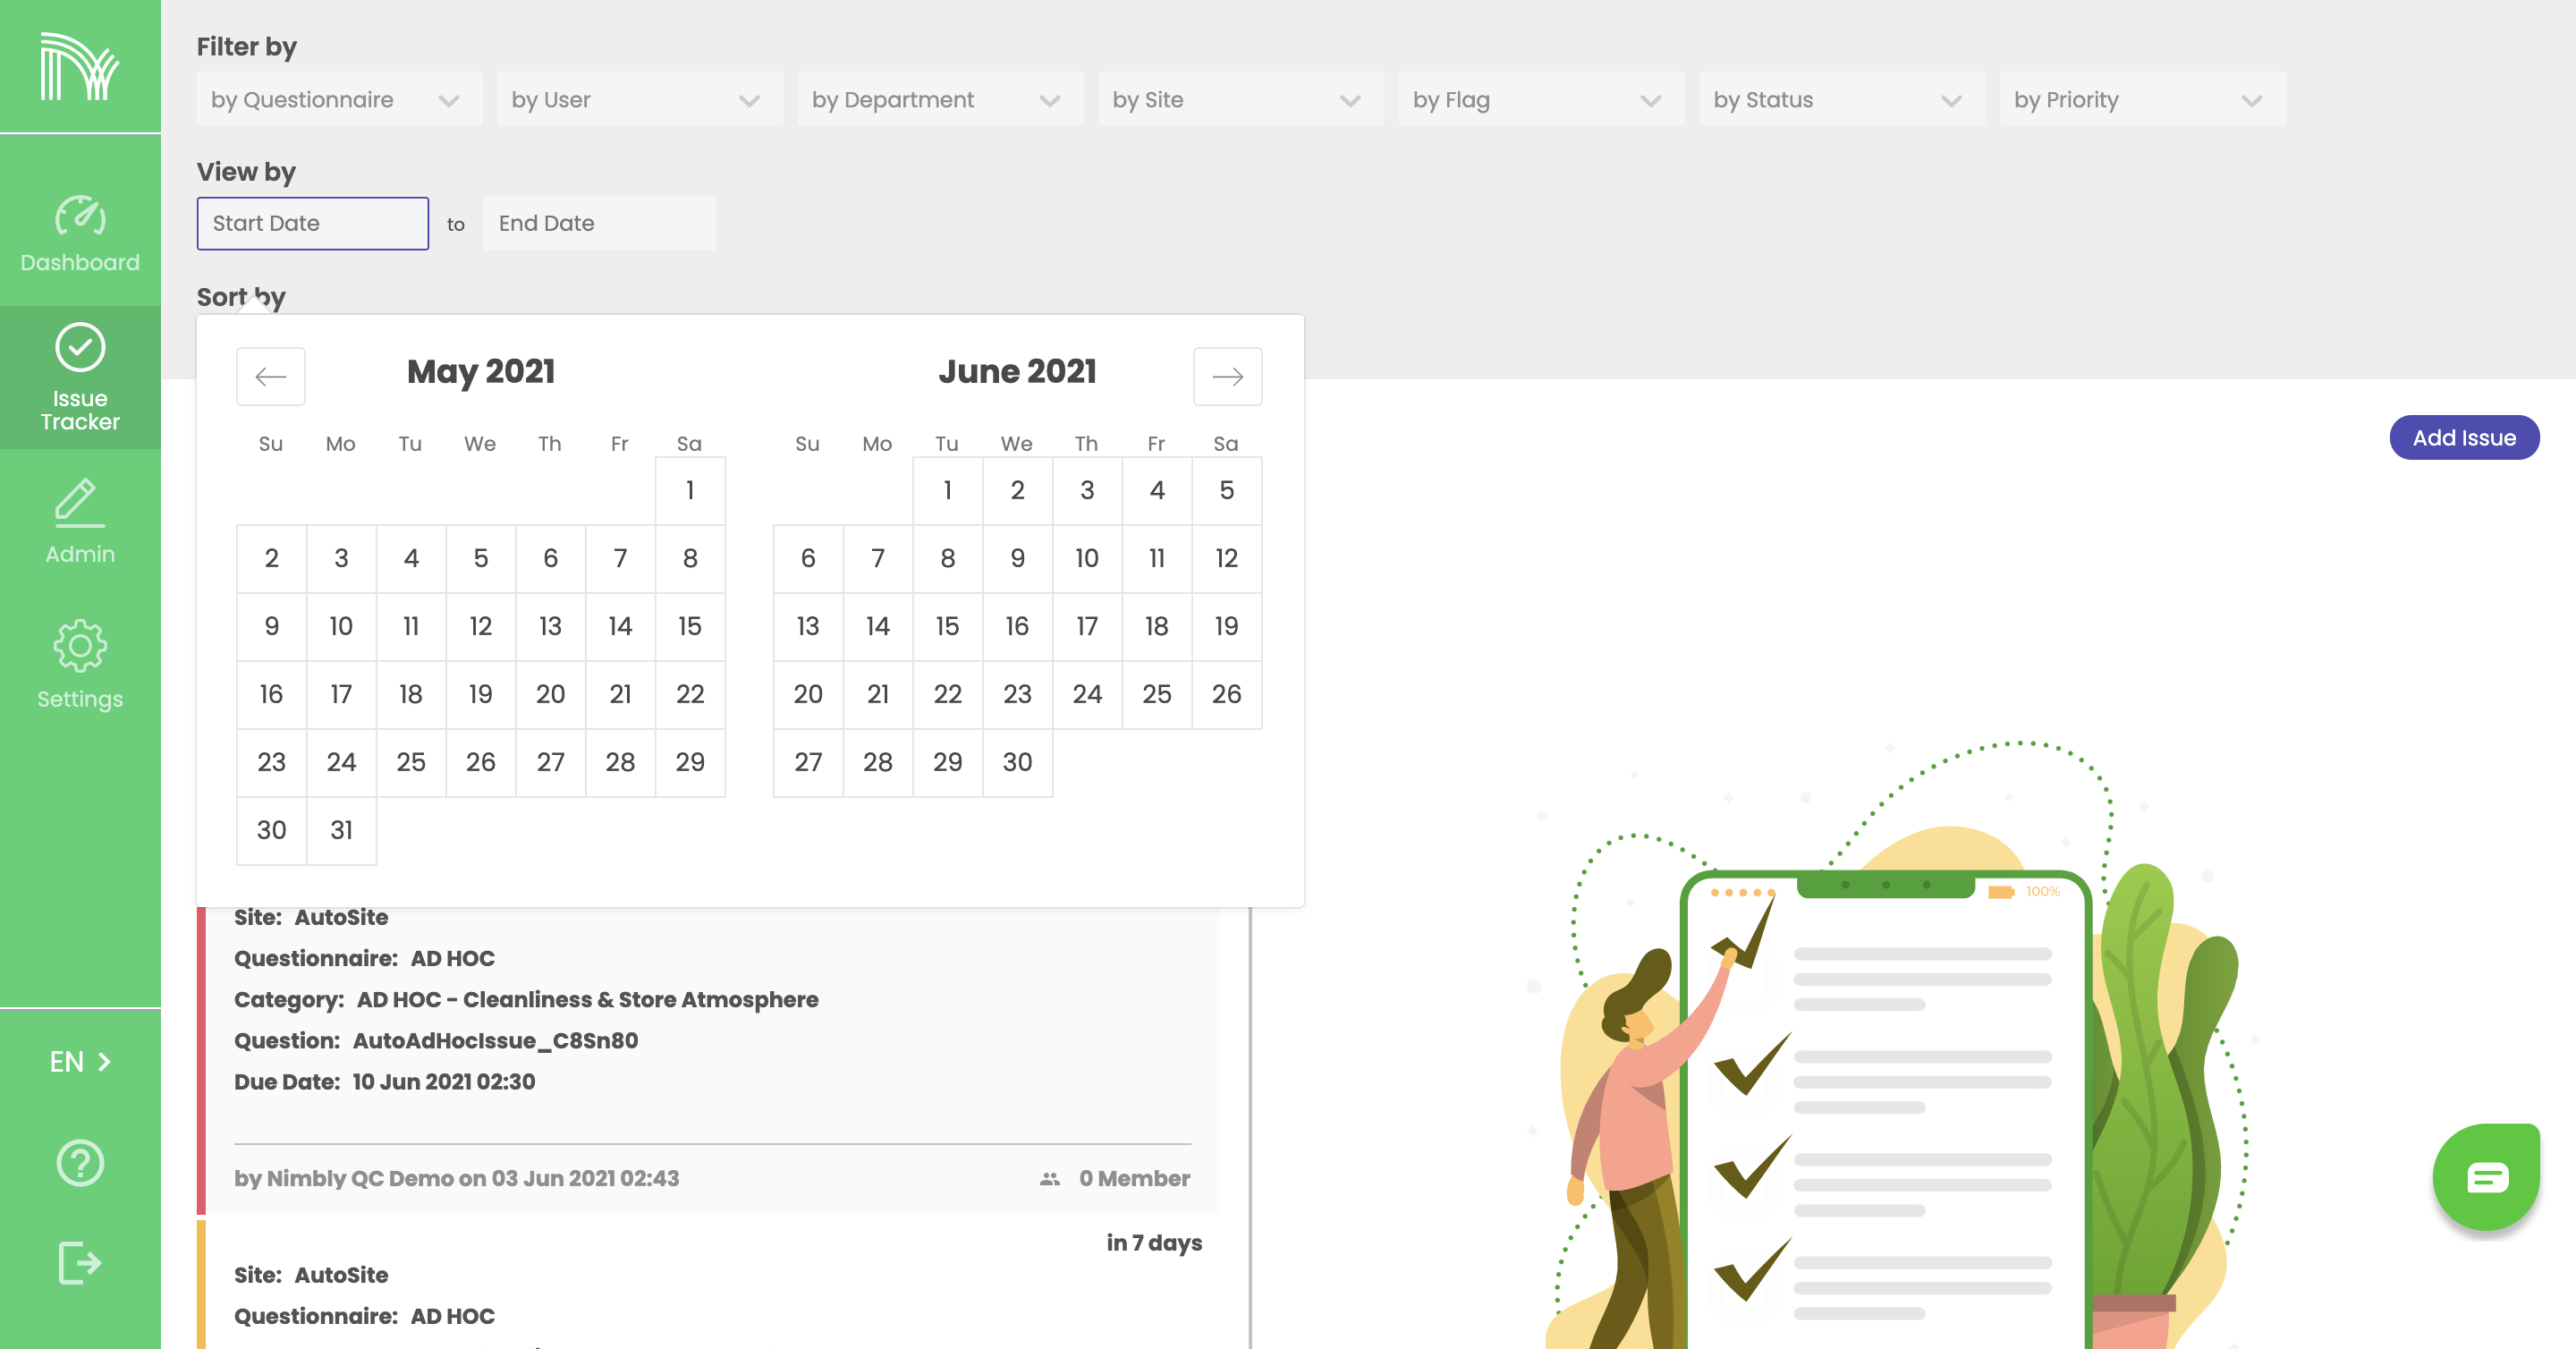 Filter by
by Questionnaire by User by Department by Site by Flag by Status by Priority
View by
Start Date to End Date
Sort by
Dashboard
Issue
Tracker
Admin
Settings
EN
May 2021 June 2021
Su Mo Tu We Th Fr Sa Su Mo Tu We Th Fr Sa
1 1 2 3 4 5
2 3 4 5 6 7 8 6 7 8 9 10 11 12
9 10 11 12 13 14 15 13 14 15 16 17 18 19
16 17 18 19 20 21 22 20 21 22 23 24 25 26
23 24 25 26 27 28 29 27 28 29 30
30 31
Add Issue
Site: AutoSite
Questionnaire: AD HOC
Category: AD HOC - Cleanliness & Store Atmosphere
Question: AutoAdHocIssue_C8Sn80
Due Date: 10 Jun 2021 02:30
by Nimbly QC Demo on 03 Jun 2021 02:43 0 Member
in 7 days
Site: AutoSite
Questionnaire: AD HOC
100%